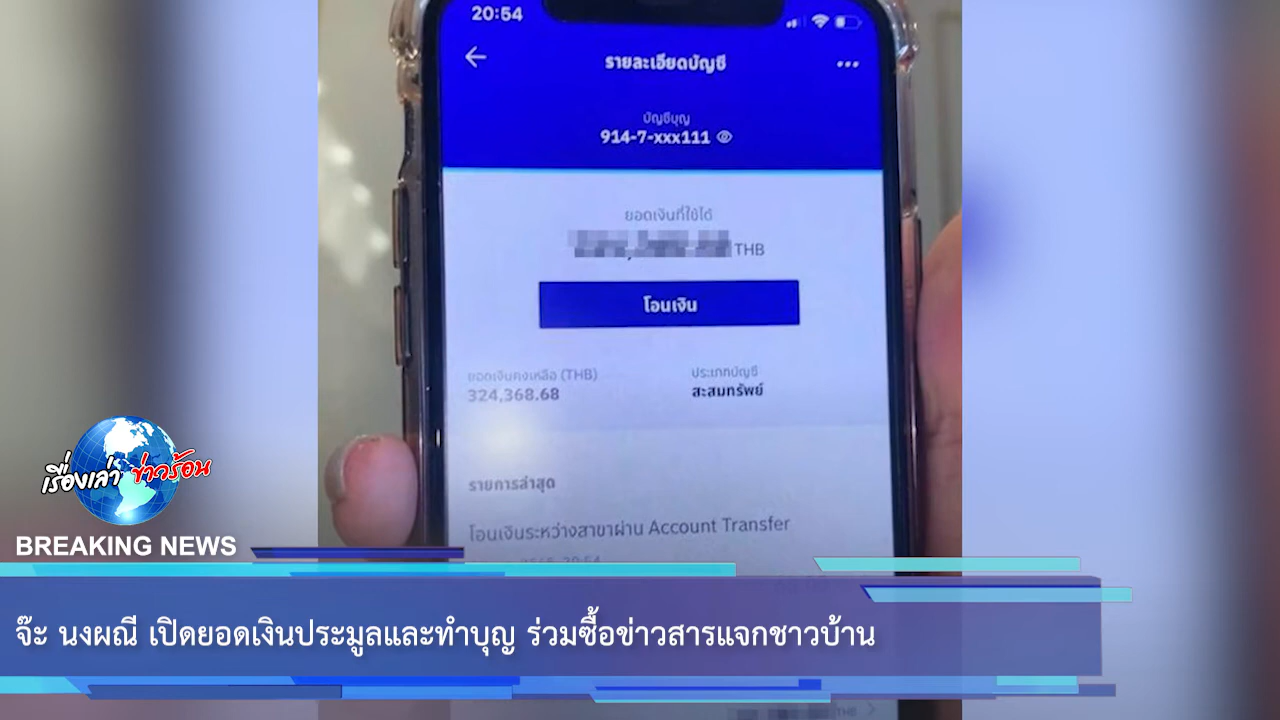 20:54
รายละเอียดบัญชี
บัญชีบุญ
914-7-xxx111
ยอดเงินที่ใช้ได้
THB
โอนเงิน
ยอดเงินคงเหลือ (THB)
ประเภทบัญชี
324,368.68
สะสมทรัพย์
รายการล่าสุด
โอนเงินระหว่างสาขาผ่าน Account Transfer
20:54
เรื่องเล่า ข่าวร้อน
BREAKING NEWS
จ๊ะ นงผณี เปิดยอดเงินประมูลและทำบุญ ร่วมซื้อข่าวสารแจกชาวบ้าน
THB